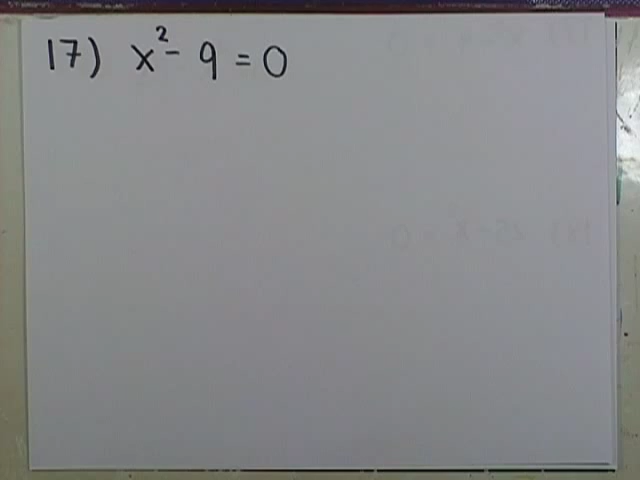 17) x² - 9 = 0